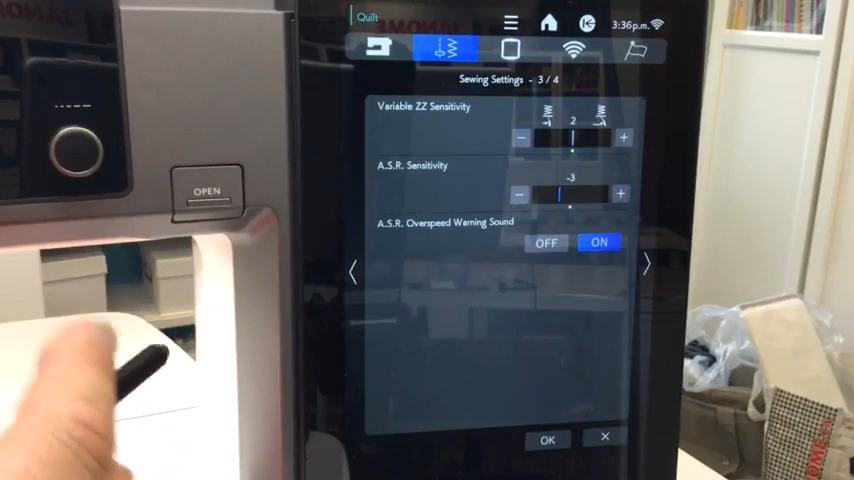 Quilt
3:36p.m.
Sewing Settings - 3 / 4
Variable ZZ Sensitivity
2
− +
A.S.R. Sensitivity
-3
− +
A.S.R. Overspeed Warning Sound
OFF ON
OK ×
OPEN